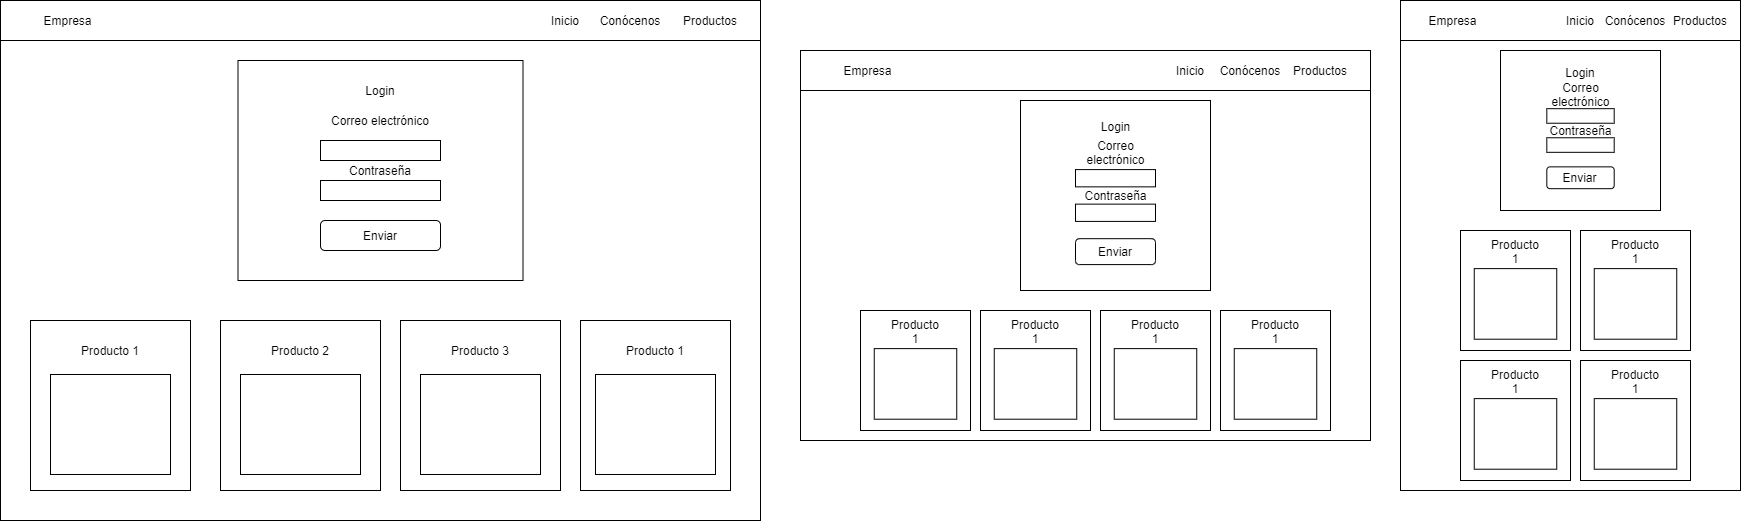 Empresa Inicio Conócenos Productos
Login
Correo electrónico
Contraseña
Enviar
Producto 1 Producto 2 Producto 3 Producto 1
Empresa Inicio Conócenos Productos
Login
Correo
electrónico
Contraseña
Enviar
Producto Producto Producto Producto
1 1 1 1
Empresa Inicio Conócenos Productos
Login
Correo
electrónico
Contraseña
Enviar
Producto Producto
1 1
Producto Producto
1 1